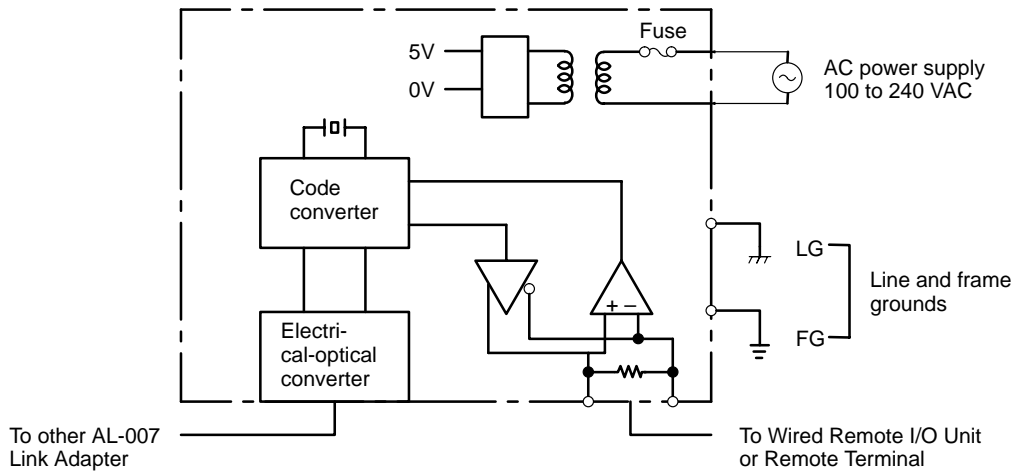 Fuse
5V
0V
AC power supply
100 to 240 VAC
Code
converter
LG
Line and frame
grounds
FG
+ −
Electri-
cal-optical
converter
To other AL-007
Link Adapter
To Wired Remote I/O Unit
or Remote Terminal